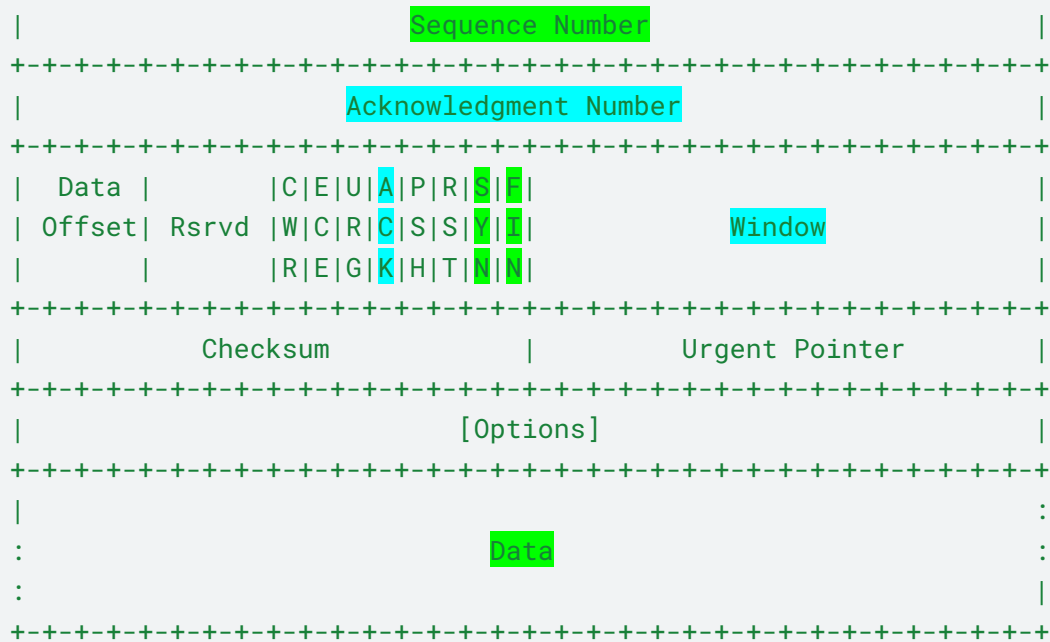 |                        Sequence Number                        |
+-+-+-+-+-+-+-+-+-+-+-+-+-+-+-+-+-+-+-+-+-+-+-+-+-+-+-+-+-+-+-+-+
|                    Acknowledgment Number                      |
+-+-+-+-+-+-+-+-+-+-+-+-+-+-+-+-+-+-+-+-+-+-+-+-+-+-+-+-+-+-+-+-+
|  Data |       |C|E|U|A|P|R|S|F|                               |
| Offset| Rsrvd |W|C|R|C|S|S|Y|I|            Window             |
|       |       |R|E|G|K|H|T|N|N|                               |
+-+-+-+-+-+-+-+-+-+-+-+-+-+-+-+-+-+-+-+-+-+-+-+-+-+-+-+-+-+-+-+-+
|           Checksum            |         Urgent Pointer        |
+-+-+-+-+-+-+-+-+-+-+-+-+-+-+-+-+-+-+-+-+-+-+-+-+-+-+-+-+-+-+-+-+
|                           [Options]                           |
+-+-+-+-+-+-+-+-+-+-+-+-+-+-+-+-+-+-+-+-+-+-+-+-+-+-+-+-+-+-+-+-+
|                                                               :
:                             Data                              :
:                                                               |
+-+-+-+-+-+-+-+-+-+-+-+-+-+-+-+-+-+-+-+-+-+-+-+-+-+-+-+-+-+-+-+-+